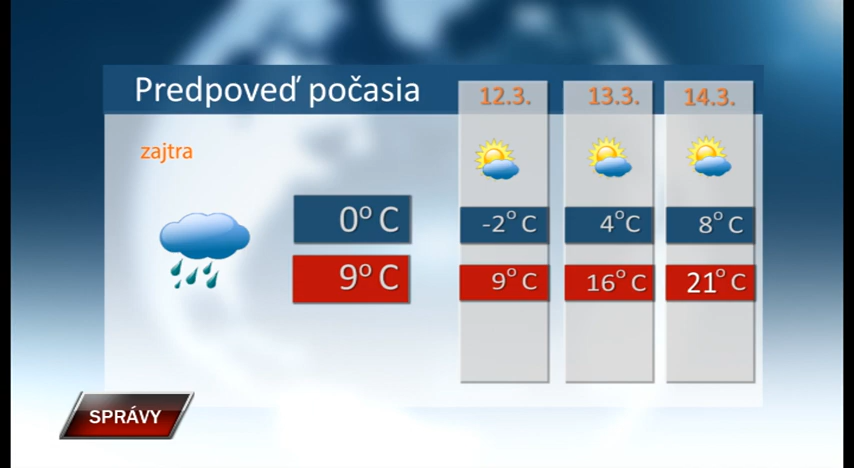 Predpoveď počasia
zajtra
0° C
9° C
12.3.
13.3.
14.3.
-2° C
4°C
8° C
9° C
16° C
21° C
SPRÁVY